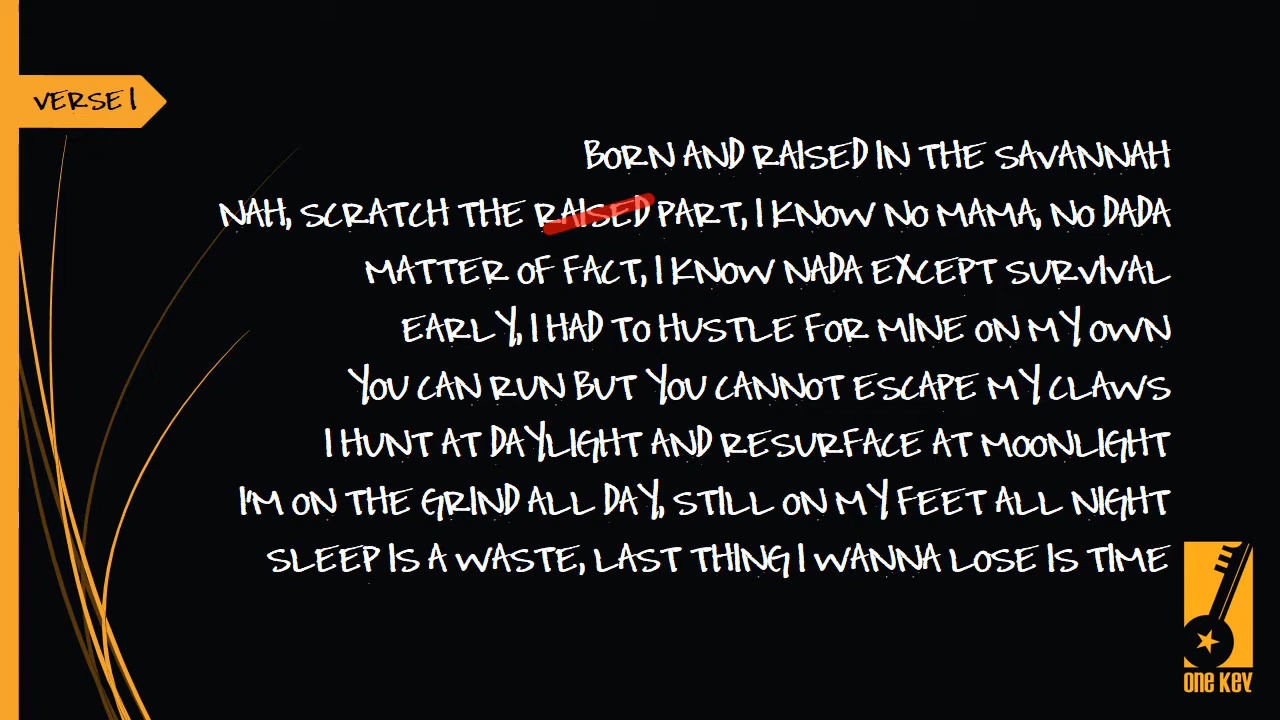 VERSE 1
BORN AND RAISED IN THE SAVANNAH
NAH, SCRATCH THE RAISED PART, I KNOW NO MAMA, NO DADA
MATTER OF FACT, I KNOW NADA EXCEPT SURVIVAL
EARLY, I HAD TO HUSTLE FOR MINE ON MY OWN
YOU CAN RUN BUT YOU CANNOT ESCAPE MY CLAWS
I HUNT AT DAYLIGHT AND RESURFACE AT MOONLIGHT
I'M ON THE GRIND ALL DAY, STILL ON MY FEET ALL NIGHT
SLEEP IS A WASTE, LAST THING I WANNA LOSE IS TIME
ONE KEY